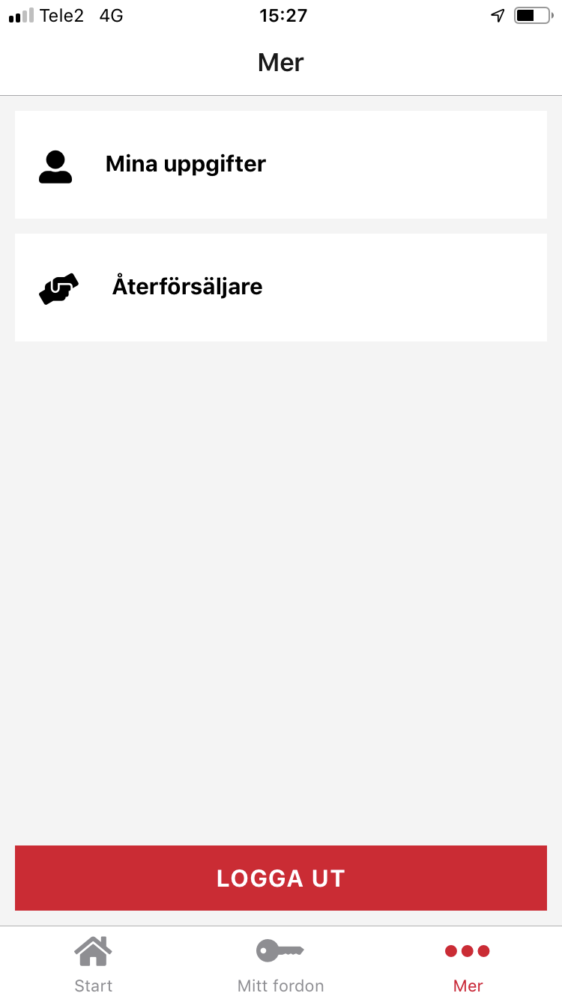 Tele2 4G 15:27
Mer
Mina uppgifter
Återförsäljare
LOGGA UT
Start Mitt fordon Mer